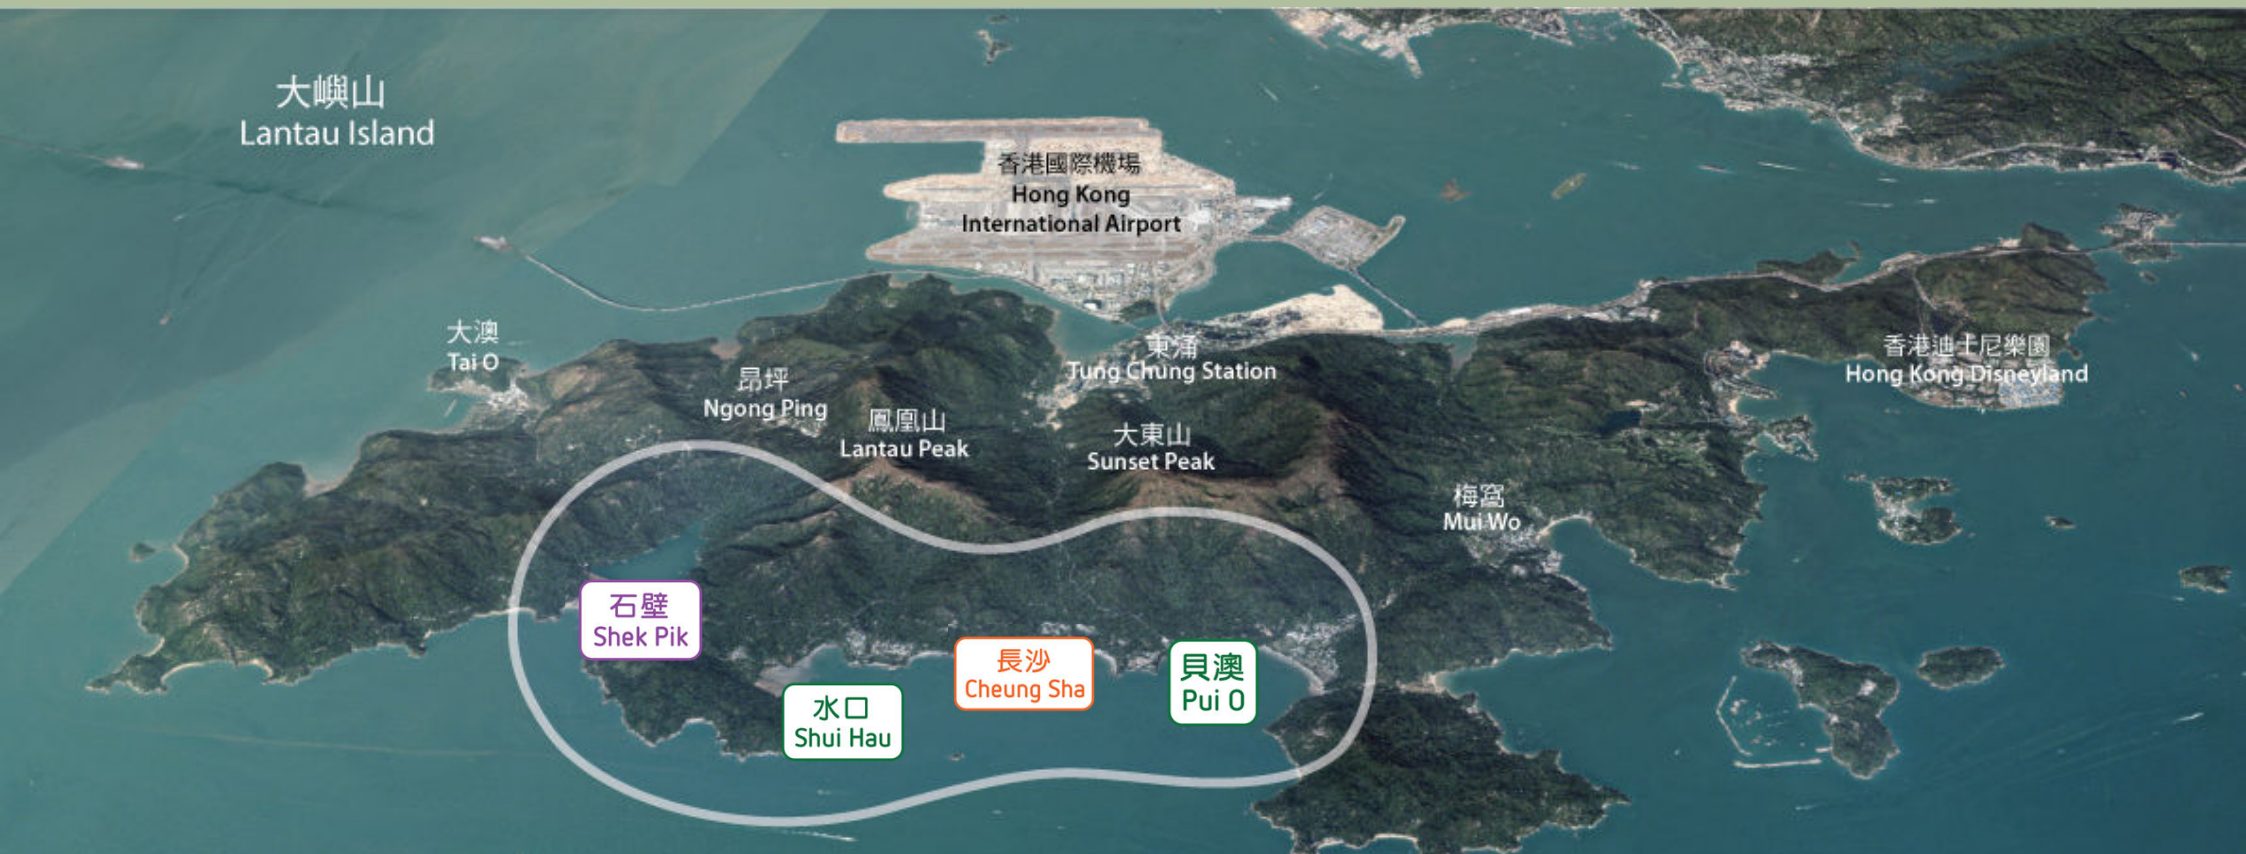 大嶼山
Lantau Island
香港國際機場
Hong Kong
International Airport
大澳
Tai O
昂坪
Ngong Ping
鳳凰山
Lantau Peak
東涌
Tung Chung Station
大東山
Sunset Peak
香港迪士尼樂園
Hong Kong Disneyland
梅窩
Mui Wo
石壁
Shek Pik
水口
Shui Hau
長沙
Cheung Sha
貝澳
Pui O